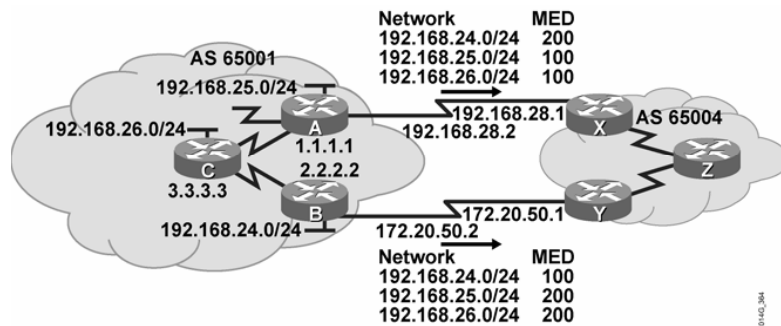 Network MED
192.168.24.0/24 200
192.168.25.0/24 100
192.168.26.0/24 100
AS 65001
192.168.25.0/24
192.168.26.0/24
A
192.168.28.1
192.168.28.2
X
AS 65004
1.1.1.1
C
Z
2.2.2.2
3.3.3.3
B
172.20.50.1
Y
192.168.24.0/24
172.20.50.2
Network MED
192.168.24.0/24 100
192.168.25.0/24 200
192.168.26.0/24 200
014G_364